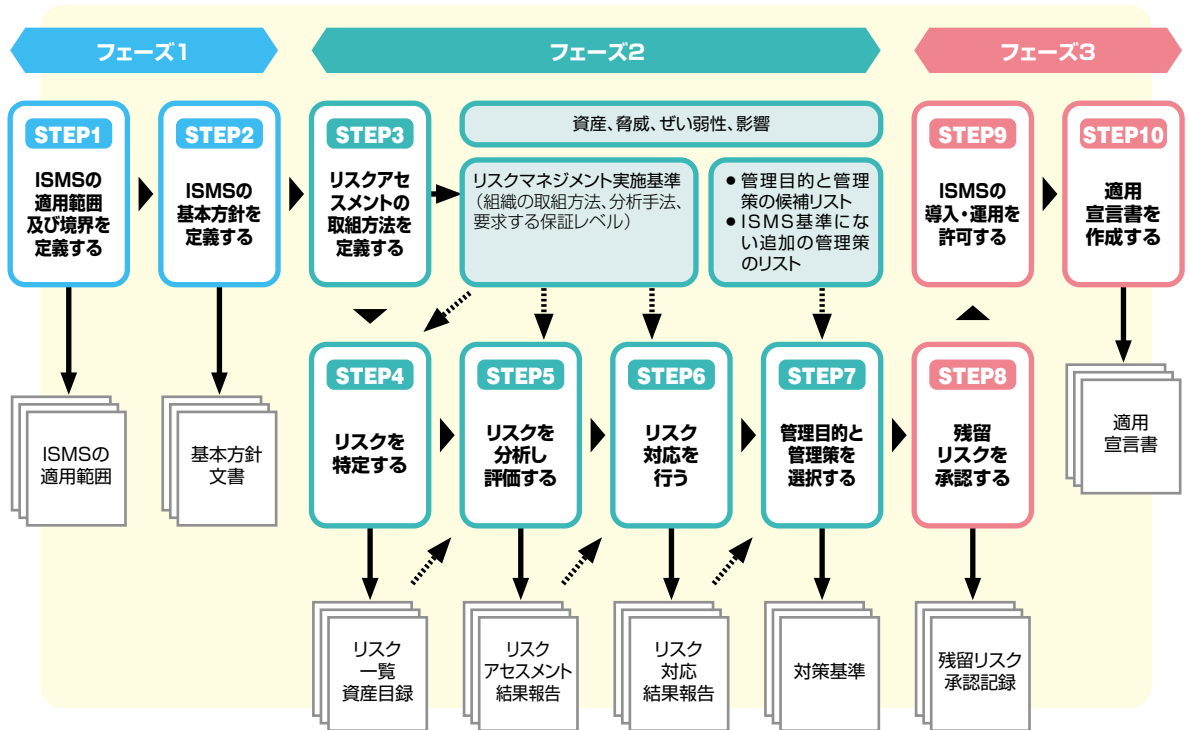 フェーズ1
フェーズ2
フェーズ3
STEP1
ISMSの
適用範囲
及び境界を
定義する
STEP2
ISMSの
基本方針を
定義する
STEP3
リスクアセ
スメントの
取組方法を
定義する
資産、脅威、ぜい弱性、影響
リスクマネジメント実施基準
（組織の取組方法、分析手法、
要求する保証レベル）
● 管理目的と管理
策の候補リスト
● ISMS基準にな
い追加の管理策
のリスト
STEP9
ISMSの
導入・運用を
許可する
STEP10
適用
宣言書を
作成する
STEP4
リスクを
特定する
STEP5
リスクを
分析し
評価する
STEP6
リスク
対応を
行う
STEP7
管理目的と
管理策を
選択する
STEP8
残留
リスクを
承認する
ISMSの
適用範囲
基本方針
文書
適用
宣言書
リスク
一覧
資産目録
リスク
アセスメント
結果報告
リスク
対応
結果報告
対策基準
残留リスク
承認記録